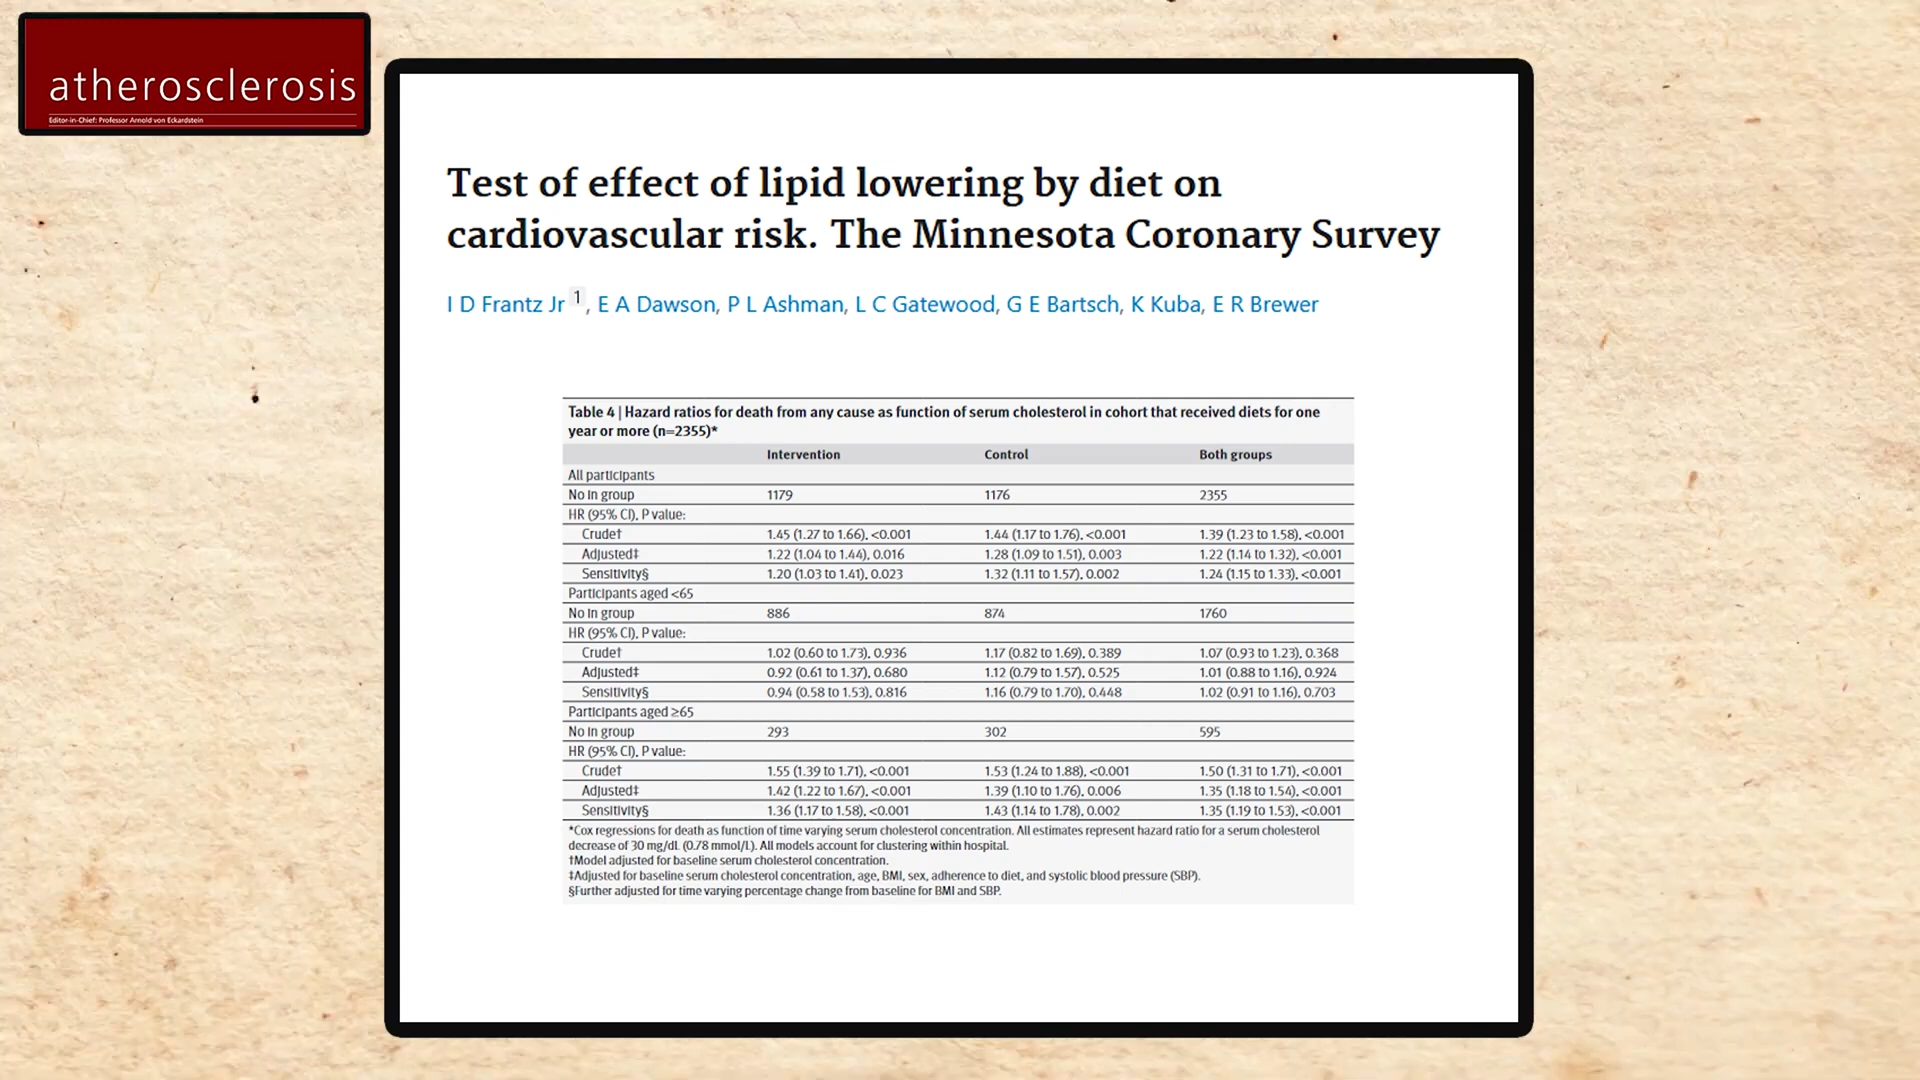 atherosclerosis
Editor-in-Chief: Professor Arnold von Eckardstein
Test of effect of lipid lowering by diet on
cardiovascular risk. The Minnesota Coronary Survey
I D Frantz Jr 1, E A Dawson, P L Ashman, L C Gatewood, G E Bartsch, K Kuba, E R Brewer
Table 4 | Hazard ratios for death from any cause as function of serum cholesterol in cohort that received diets for one
year or more (n=2355)*
Intervention Control Both groups
All participants
No in group 1179 1176 2355
HR (95% CI), P value:
Crude† 1.45 (1.27 to 1.66), <0.001 1.44 (1.17 to 1.76), <0.001 1.39 (1.23 to 1.58), <0.001
Adjusted‡ 1.22 (1.04 to 1.44), 0.016 1.28 (1.09 to 1.51), 0.003 1.22 (1.14 to 1.32), <0.001
Sensitivity§ 1.20 (1.03 to 1.41), 0.023 1.32 (1.11 to 1.57), 0.002 1.24 (1.15 to 1.33), <0.001
Participants aged <65
No in group 886 874 1760
HR (95% CI), P value:
Crude† 1.02 (0.60 to 1.73), 0.936 1.17 (0.82 to 1.69), 0.389 1.07 (0.93 to 1.23), 0.368
Adjusted‡ 0.92 (0.61 to 1.37), 0.680 1.12 (0.79 to 1.57), 0.525 1.01 (0.88 to 1.16), 0.924
Sensitivity§ 0.94 (0.58 to 1.53), 0.816 1.16 (0.79 to 1.70), 0.448 1.02 (0.91 to 1.16), 0.703
Participants aged ≥65
No in group 293 302 595
HR (95% CI), P value:
Crude† 1.55 (1.39 to 1.71), <0.001 1.53 (1.24 to 1.88), <0.001 1.50 (1.31 to 1.71), <0.001
Adjusted‡ 1.42 (1.22 to 1.67), <0.001 1.39 (1.10 to 1.76), 0.006 1.35 (1.18 to 1.54), <0.001
Sensitivity§ 1.36 (1.17 to 1.58), <0.001 1.43 (1.14 to 1.78), 0.002 1.35 (1.19 to 1.53), <0.001
*Cox regressions for death as function of time varying serum cholesterol concentration. All estimates represent hazard ratio for a serum cholesterol
decrease of 30 mg/dL (0.78 mmol/L). All models account for clustering within hospital.
†Model adjusted for baseline serum cholesterol concentration.
‡Adjusted for baseline serum cholesterol concentration, age, BMI, sex, adherence to diet, and systolic blood pressure (SBP).
§Further adjusted for time varying percentage change from baseline for BMI and SBP.